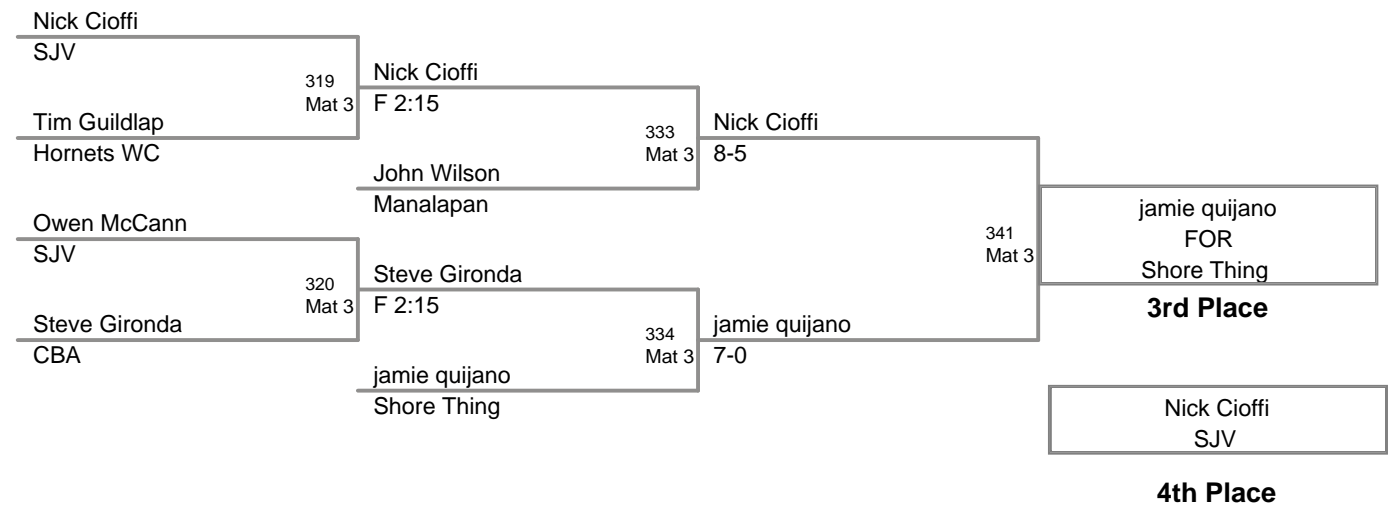 Nick Cioffi
SJV
319
Mat 3
Tim Guildlap
Hornets WC
Nick Cioffi
F 2:15
John Wilson
Manalapan
333
Mat 3
Nick Cioffi
8-5
Owen McCann
SJV
320
Mat 3
Steve Gironda
CBA
Steve Gironda
F 2:15
jamie quijano
Shore Thing
334
Mat 3
jamie quijano
7-0
341
Mat 3
jamie quijano
FOR
Shore Thing
3rd Place
Nick Cioffi
SJV
4th Place